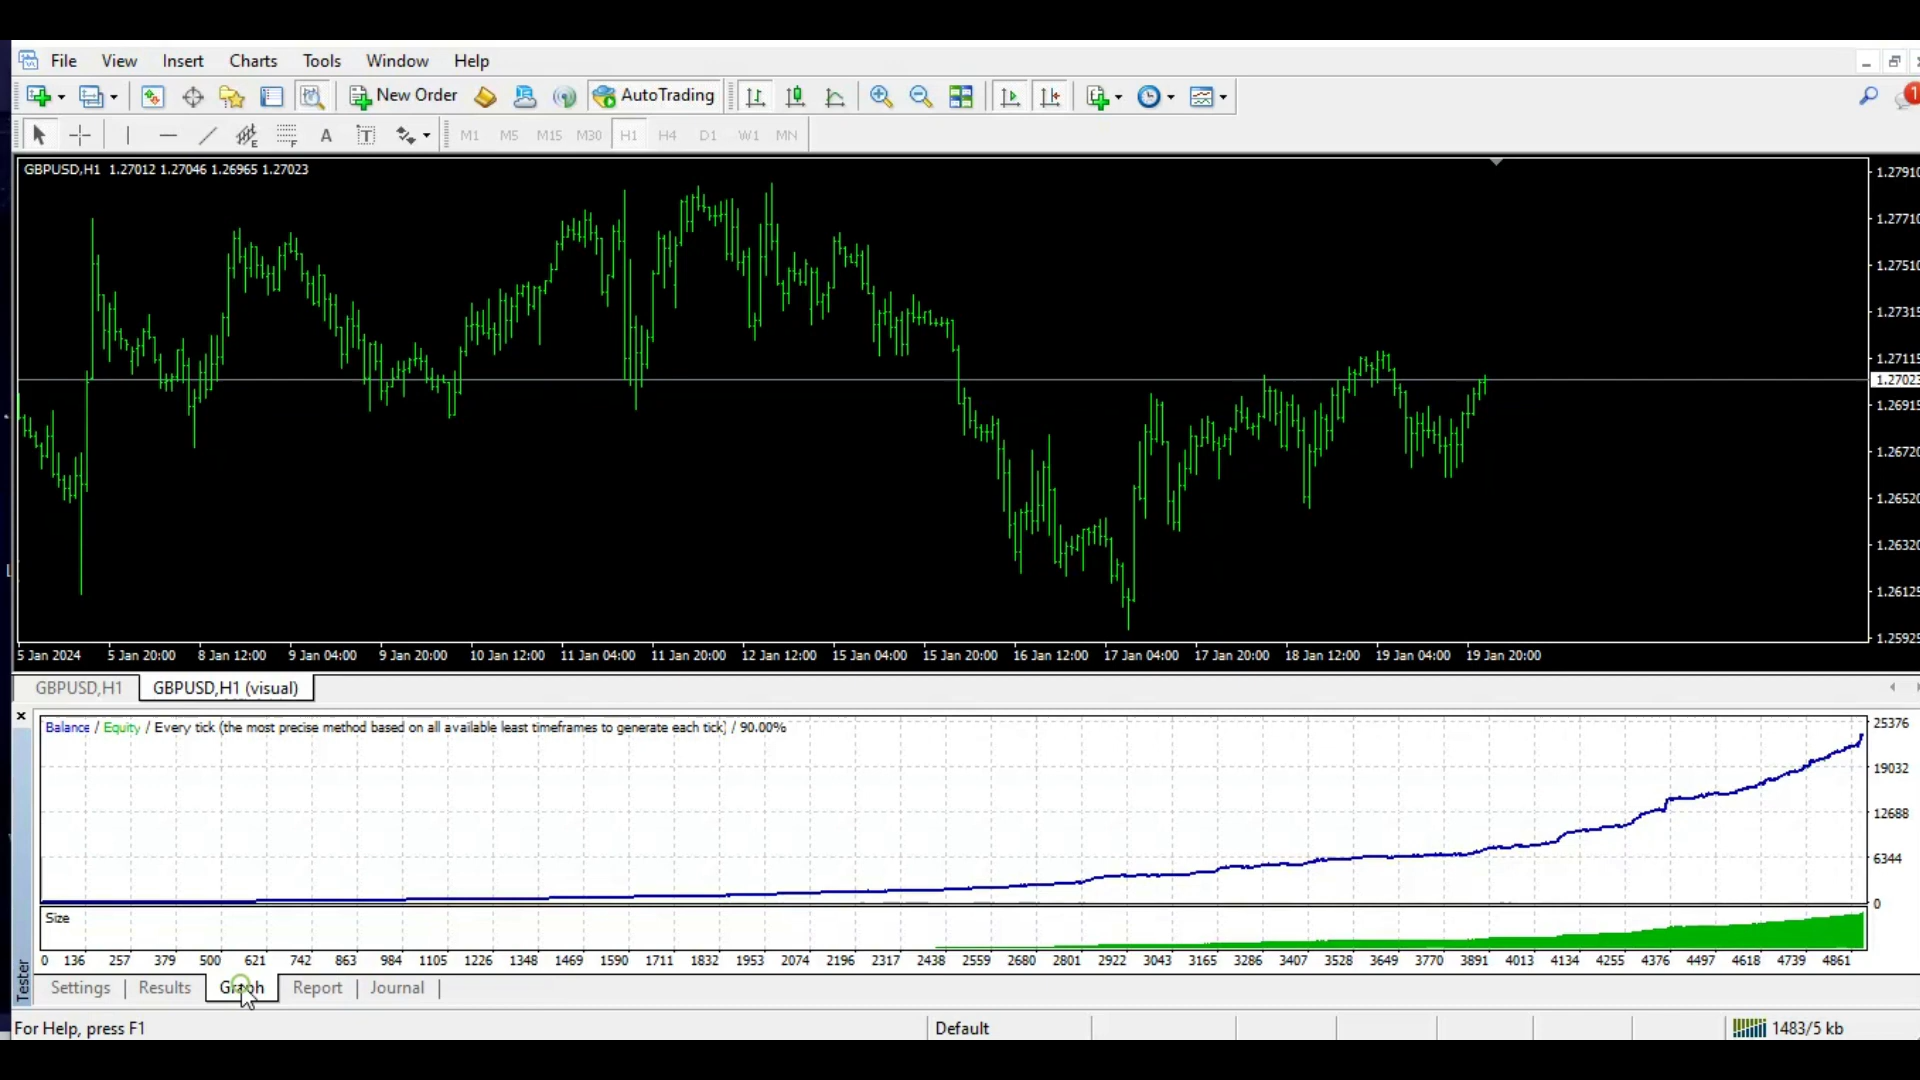 File View Insert Charts Tools Window Help
New Order AutoTrading 1
E F A T M1 M5 M15 M30 H1 H4 D1 W1 MN
GBPUSD,H1 1.27012 1.27046 1.26965 1.27023
1.27910
1.27710
1.27510
1.27315
1.27115
1.27023
1.26915
1.26720
1.26520
1.26320
1.26125
1.25925
5 Jan 2024 5 Jan 20:00 8 Jan 12:00 9 Jan 04:00 9 Jan 20:00 10 Jan 12:00 11 Jan 04:00 11 Jan 20:00 12 Jan 12:00 15 Jan 04:00 15 Jan 20:00 16 Jan 12:00 17 Jan 04:00 17 Jan 20:00 18 Jan 12:00 19 Jan 04:00 19 Jan 20:00
GBPUSD,H1 GBPUSD,H1 (visual)
Balance / Equity / Every tick (the most precise method based on all available least timeframes to generate each tick) / 90.00%
25376
19032
12688
6344
0
Size
0 136 257 379 500 621 742 863 984 1105 1226 1348 1469 1590 1711 1832 1953 2074 2196 2317 2438 2559 2680 2801 2922 3043 3165 3286 3407 3528 3649 3770 3891 4013 4134 4255 4376 4497 4618 4739 4861
Tester
Settings Results Graph Report Journal
For Help, press F1 Default 1483/5 kb